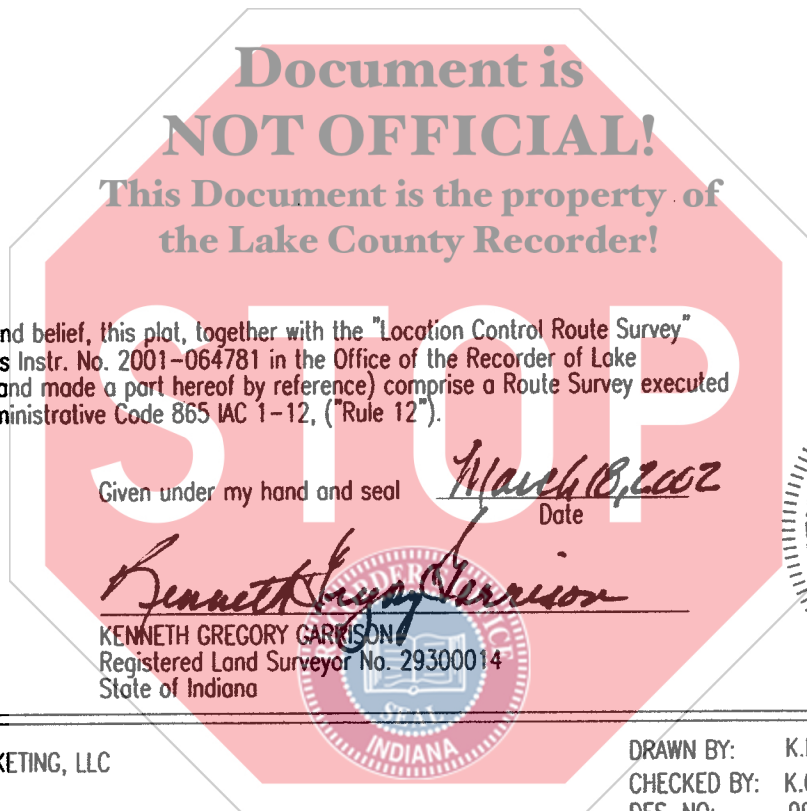 Document is
NOT OFFICIAL!
This Document is the property of
the Lake County Recorder!
STOP
nd belief, this plat, together with the "Location Control Route Survey"
s Instr. No. 2001-064781 in the Office of the Recorder of Lake
and made a part hereof by reference) comprise a Route Survey executed
ministrative Code 865 IAC 1-12, ("Rule 12").
Given under my hand and seal March 18, 2002
Date
Kenneth Gregory Garrison
KENNETH GREGORY GARRISON
Registered Land Surveyor No. 29300014
State of Indiana
RECORDER OFFICE
SEAL
INDIANA
KETING, LLC
DRAWN BY: K.
CHECKED BY: K.
DES. NO: